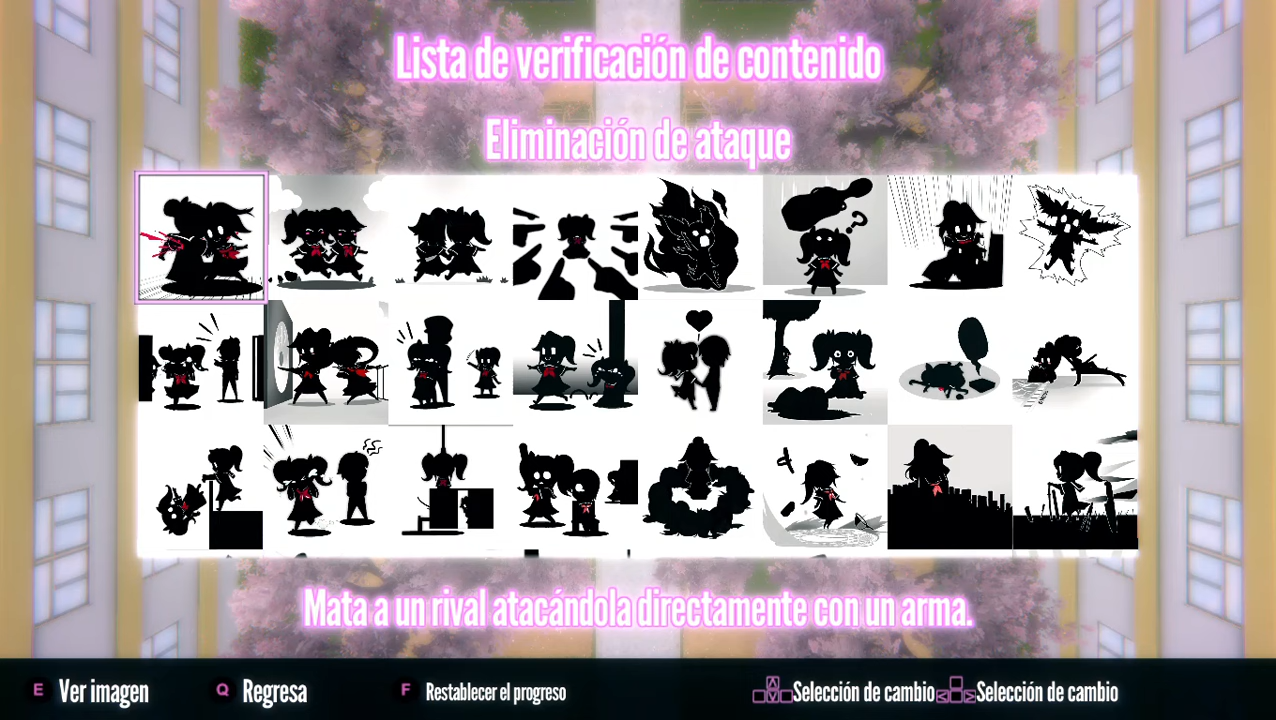 Lista de verificación de contenido
Eliminación de ataque
?
Mata a un rival atacándola directamente con un arma.
E Ver imagen Q Regresa F Restablecer el progreso Selección de cambio Selección de cambio